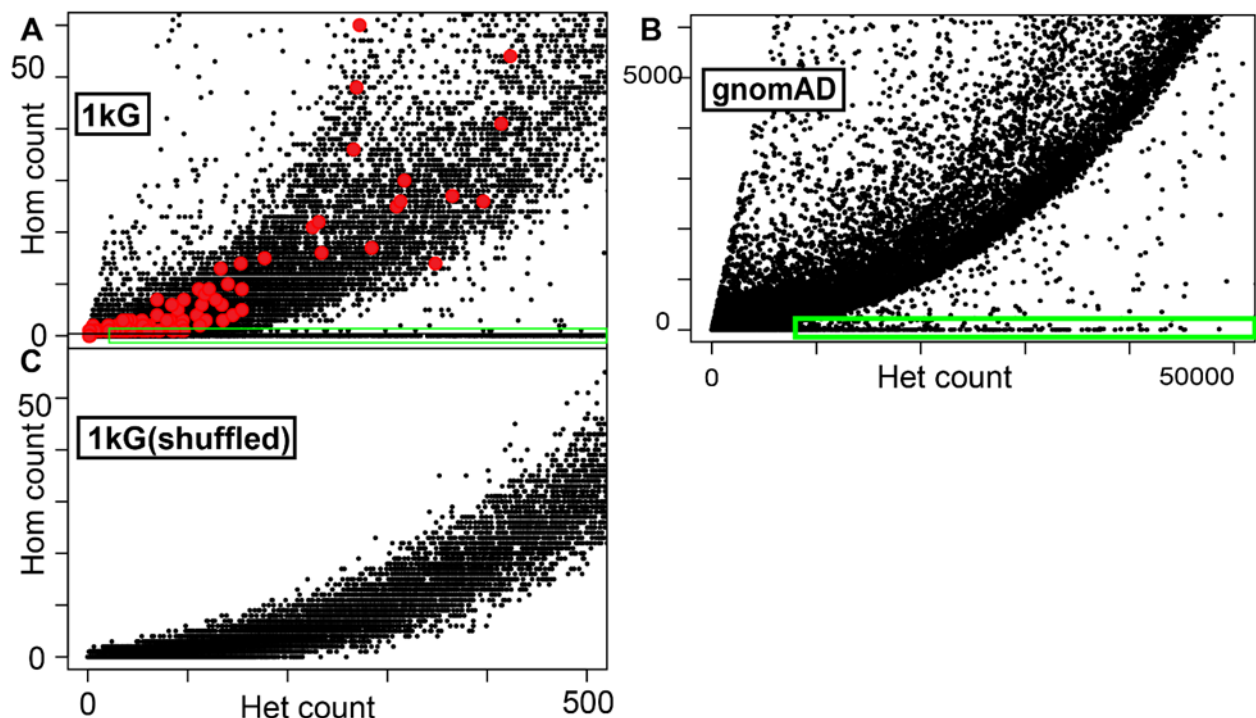 A
50
1kG
Hom count
0
B
5000
gnomAD
0
0
Het count
50000
C
50
1kG(shuffled)
Hom count
0
0
Het count
500